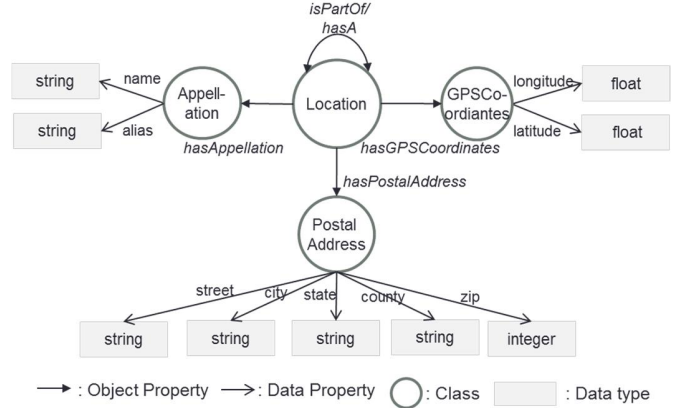 isPartOf/
hasA
string
name
Appell-
ation
Location
GPSCo-
ordiantes
longitude
float
string
alias
latitude
float
hasAppellation
hasGPSCoordinates
hasPostalAddress
Postal
Address
street
city
state
county
zip
string
string
string
string
integer
: Object Property
: Data Property
: Class
: Data type